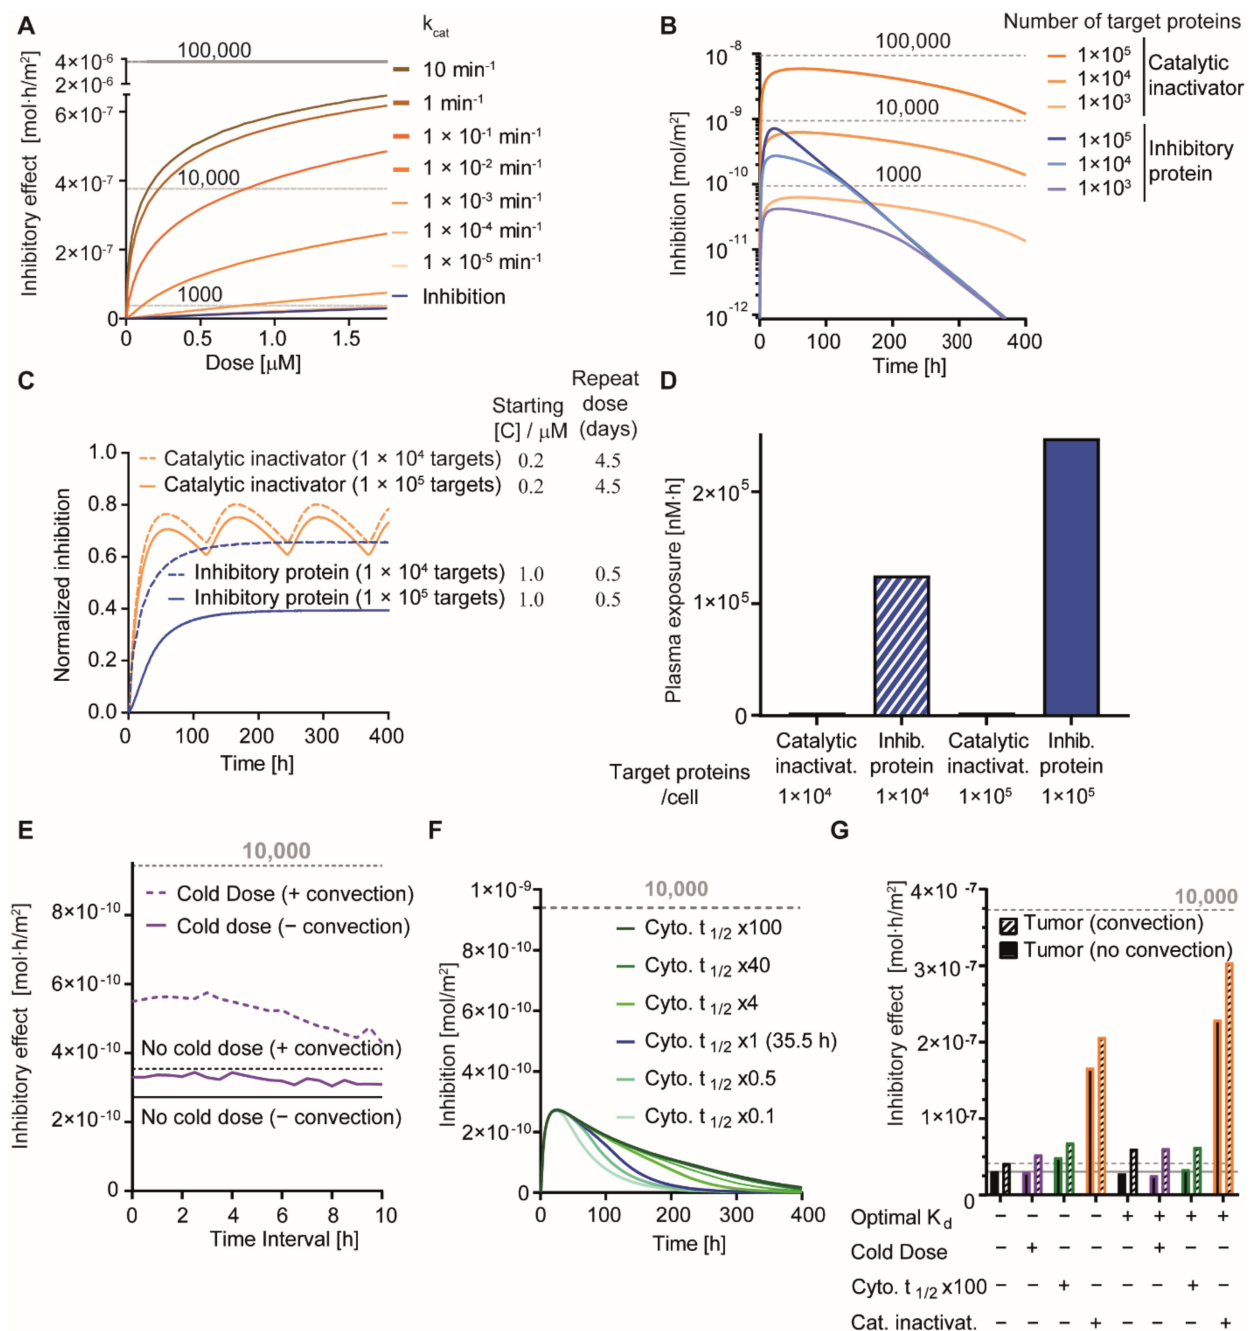 A
k cat
Inhibitory effect [mol·h/m²]
4×10⁻⁶
2×10⁻⁶
6×10⁻⁷
4×10⁻⁷
2×10⁻⁷
0
100,000
10,000
1000
10 min⁻¹
1 min⁻¹
1 × 10⁻¹ min⁻¹
1 × 10⁻² min⁻¹
1 × 10⁻³ min⁻¹
1 × 10⁻⁴ min⁻¹
1 × 10⁻⁵ min⁻¹
Inhibition
0 0.5 1.0 1.5
Dose [μM]
B
Number of target proteins
Inhibition [mol/m²]
10⁻⁸
10⁻⁹
10⁻¹⁰
10⁻¹¹
10⁻¹²
100,000
10,000
1000
1×10⁵
1×10⁴
1×10³
Catalytic
inactivator
1×10⁵
1×10⁴
1×10³
Inhibitory
protein
0 100 200 300 400
Time [h]
C
Starting
[C] / μM
Repeat
dose
(days)
Normalized inhibition
1.0
0.8
0.6
0.4
0.2
0.0
Catalytic inactivator (1 × 10⁴ targets) 0.2 4.5
Catalytic inactivator (1 × 10⁵ targets) 0.2 4.5
Inhibitory protein (1 × 10⁴ targets) 1.0 0.5
Inhibitory protein (1 × 10⁵ targets) 1.0 0.5
0 100 200 300 400
Time [h]
D
Plasma exposure [nM·h]
2×10⁵
1×10⁵
0
Catalytic Inhib. Catalytic Inhib.
inactivat. protein inactivat. protein
Target proteins
/cell
1×10⁴ 1×10⁴ 1×10⁵ 1×10⁵
E
Inhibitory effect [mol·h/m²]
8×10⁻¹⁰
6×10⁻¹⁰
4×10⁻¹⁰
2×10⁻¹⁰
0
10,000
Cold Dose (+ convection)
Cold dose (− convection)
No cold dose (+ convection)
No cold dose (− convection)
0 2 4 6 8 10
Time Interval [h]
F
Inhibition [mol/m²]
1×10⁻⁹
8×10⁻¹⁰
6×10⁻¹⁰
4×10⁻¹⁰
2×10⁻¹⁰
0
10,000
Cyto. t 1/2 x100
Cyto. t 1/2 x40
Cyto. t 1/2 x4
Cyto. t 1/2 x1 (35.5 h)
Cyto. t 1/2 x0.5
Cyto. t 1/2 x0.1
0 100 200 300 400
Time [h]
G
Inhibitory effect [mol·h/m²]
4×10 -7
3×10 -7
2×10 -7
1×10 -7
0
10,000
Tumor (convection)
Tumor (no convection)
Optimal K d − − − − + + + +
Cold Dose − + − − − + − −
Cyto. t 1/2 x100 − − + − − − + −
Cat. inactivat. − − − + − − − +